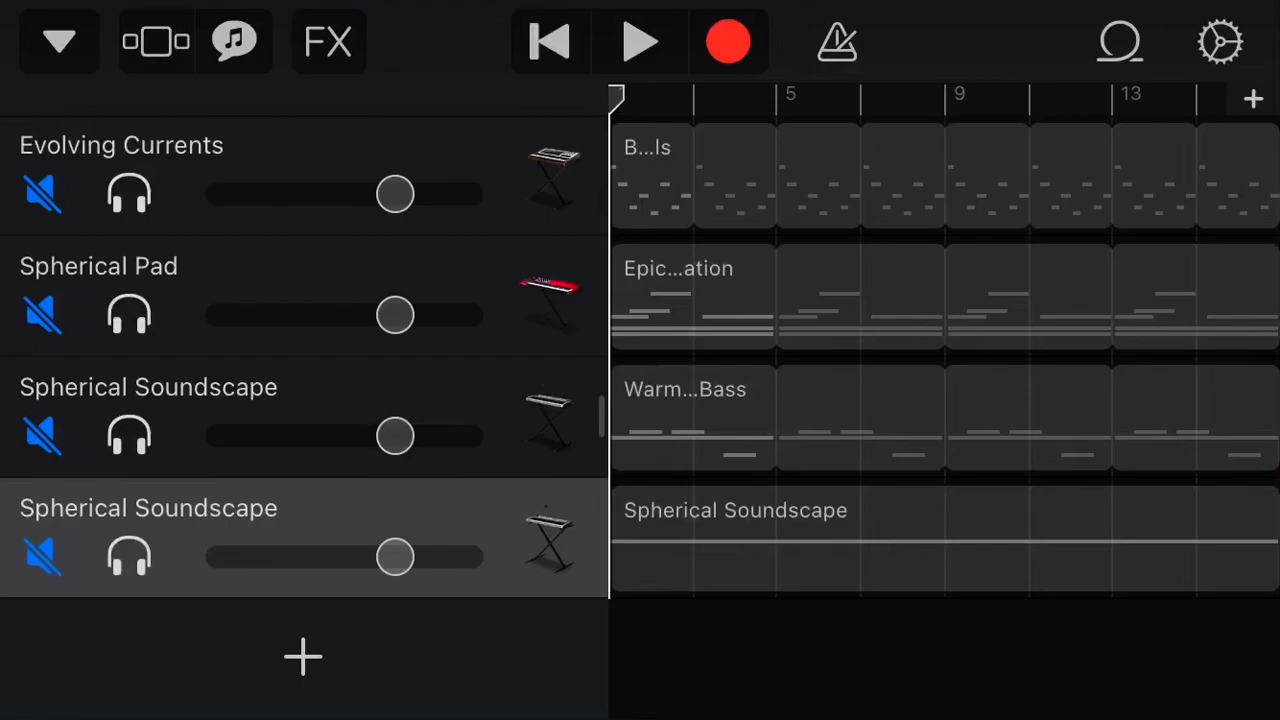 FX
5 9 13
Evolving Currents
B...ls
Spherical Pad
Epic...ation
Spherical Soundscape
Warm...Bass
Spherical Soundscape
Spherical Soundscape